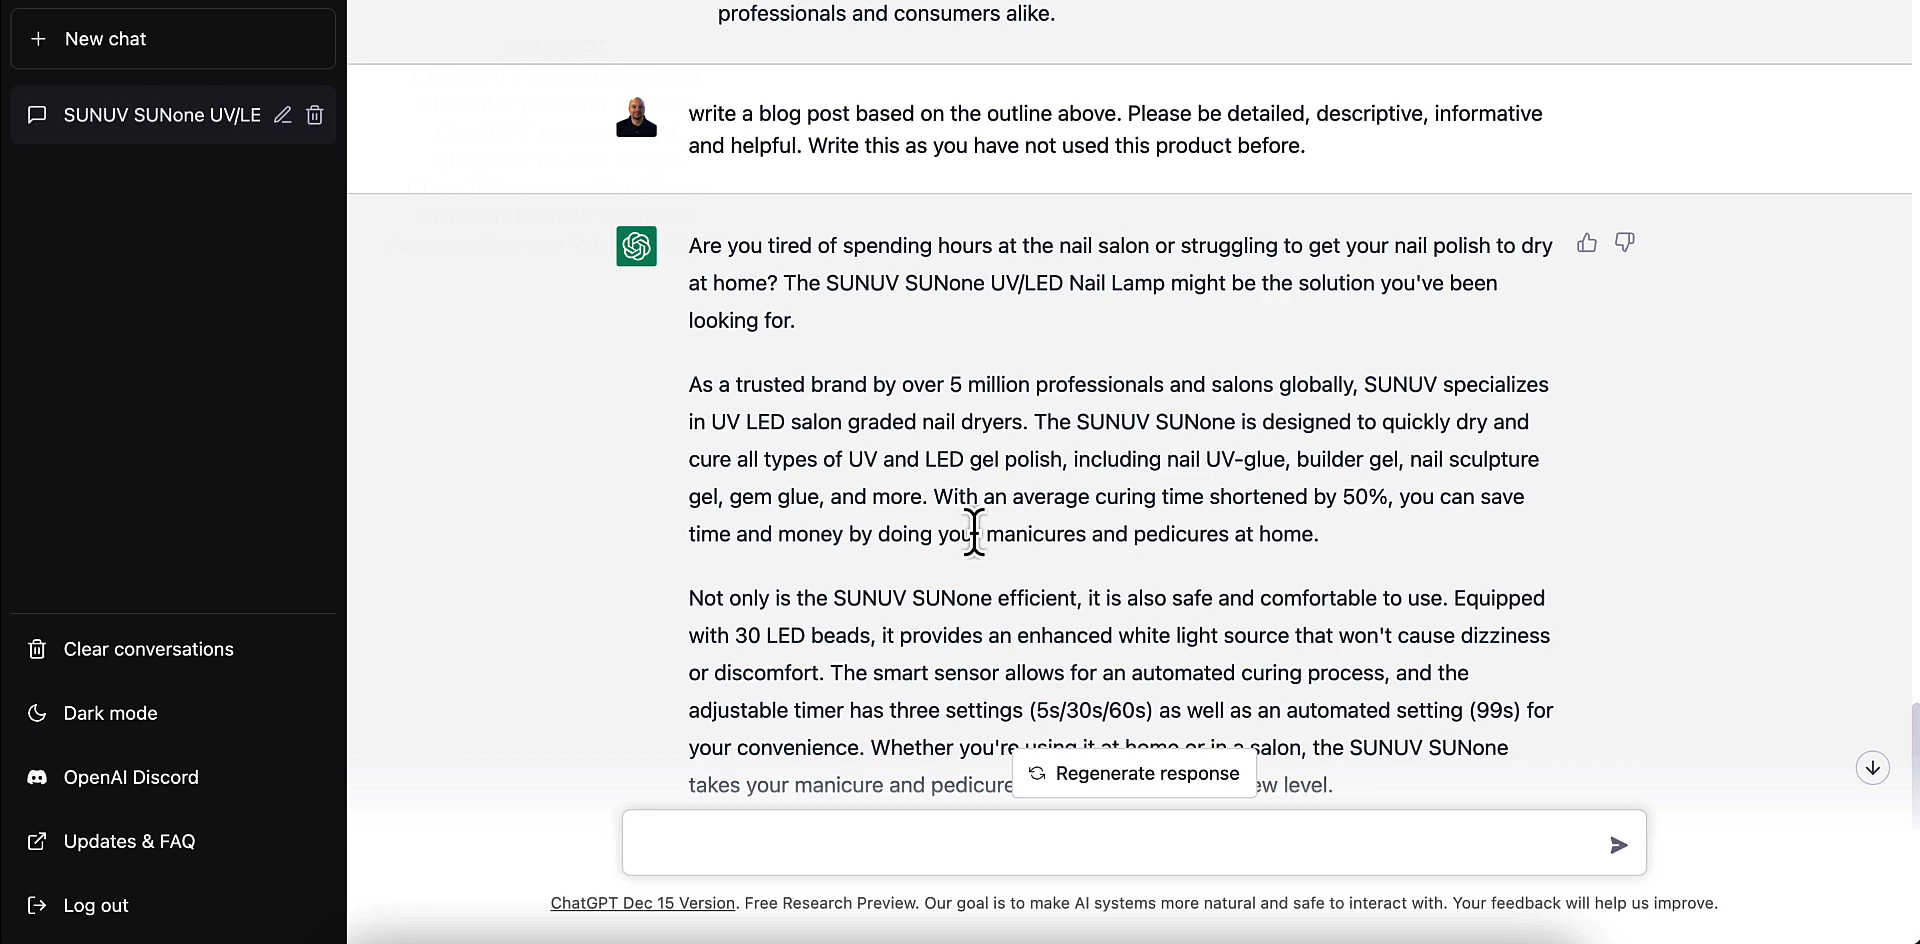 New chat
SUNUV SUNone UV/LE
Clear conversations
Dark mode
OpenAI Discord
Updates & FAQ
Log out
professionals and consumers alike.
write a blog post based on the outline above. Please be detailed, descriptive, informative
and helpful. Write this as you have not used this product before.
Are you tired of spending hours at the nail salon or struggling to get your nail polish to dry
at home? The SUNUV SUNone UV/LED Nail Lamp might be the solution you've been
looking for.
As a trusted brand by over 5 million professionals and salons globally, SUNUV specializes
in UV LED salon graded nail dryers. The SUNUV SUNone is designed to quickly dry and
cure all types of UV and LED gel polish, including nail UV-glue, builder gel, nail sculpture
gel, gem glue, and more. With an average curing time shortened by 50%, you can save
time and money by doing your manicures and pedicures at home.
Not only is the SUNUV SUNone efficient, it is also safe and comfortable to use. Equipped
with 30 LED beads, it provides an enhanced white light source that won't cause dizziness
or discomfort. The smart sensor allows for an automated curing process, and the
adjustable timer has three settings (5s/30s/60s) as well as an automated setting (99s) for
your convenience. Whether you're using it at home or in a salon, the SUNUV SUNone
takes your manicure and pedicure ew level.
Regenerate response
ChatGPT Dec 15 Version. Free Research Preview. Our goal is to make AI systems more natural and safe to interact with. Your feedback will help us improve.